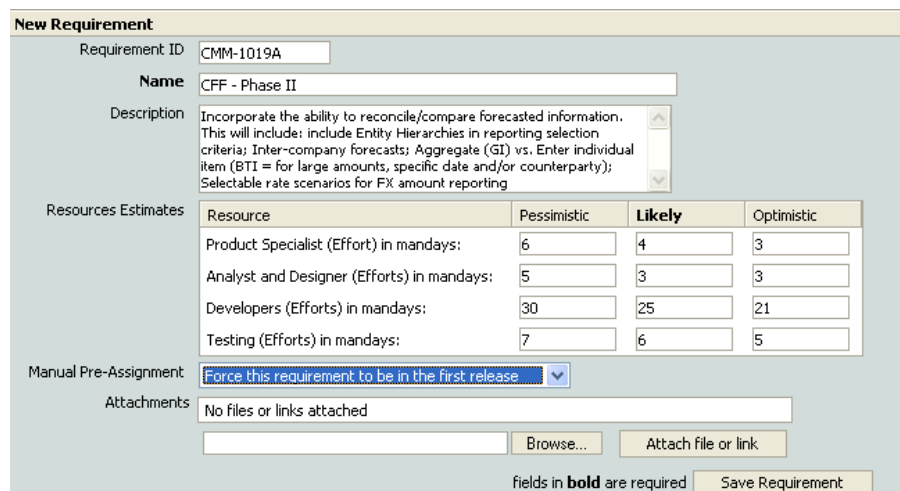 New Requirement
Requirement ID CMM-1019A
Name CFF - Phase II
Description Incorporate the ability to reconcile/compare forecasted information.
This will include: include Entity Hierarchies in reporting selection
criteria; Inter-company forecasts; Aggregate (GI) vs. Enter individual
item (BTI = for large amounts, specific date and/or counterparty);
Selectable rate scenarios for FX amount reporting
Resources Estimates Resource Pessimistic Likely Optimistic
Product Specialist (Effort) in mandays: 6 4 3
Analyst and Designer (Efforts) in mandays: 5 3 3
Developers (Efforts) in mandays: 30 25 21
Testing (Efforts) in mandays: 7 6 5
Manual Pre-Assignment Force this requirement to be in the first release
Attachments No files or links attached
Browse... Attach file or link
fields in bold are required Save Requirement